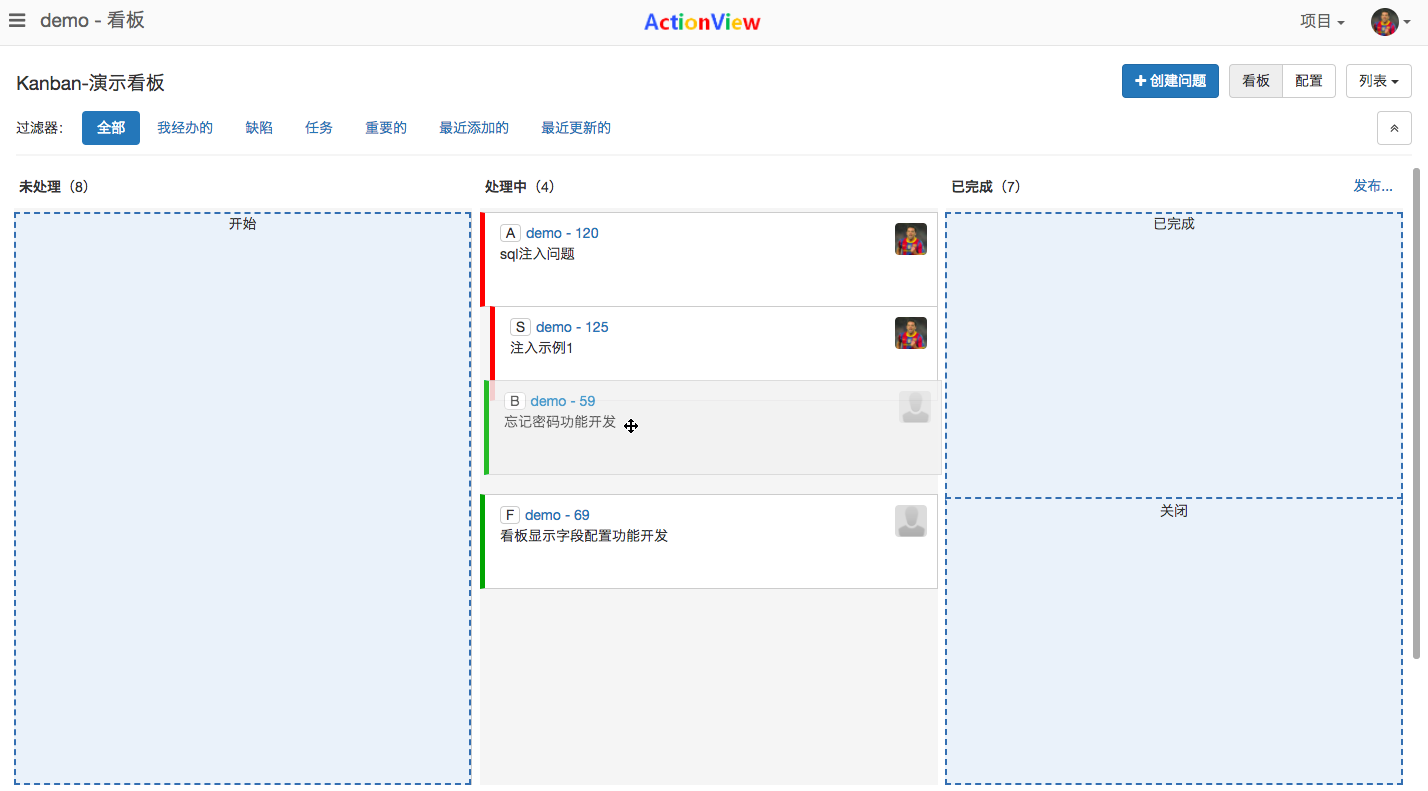 demo - 看板
ActionView
项目
Kanban-演示看板
创建问题
看板
配置
列表
过滤器：
全部
我经办的
缺陷
任务
重要的
最近添加的
最近更新的
未处理（8）
处理中（4）
已完成（7）
发布...
开始
A demo - 120
sql注入问题
S demo - 125
注入示例1
B demo - 59
忘记密码功能开发
F demo - 69
看板显示字段配置功能开发
已完成
关闭